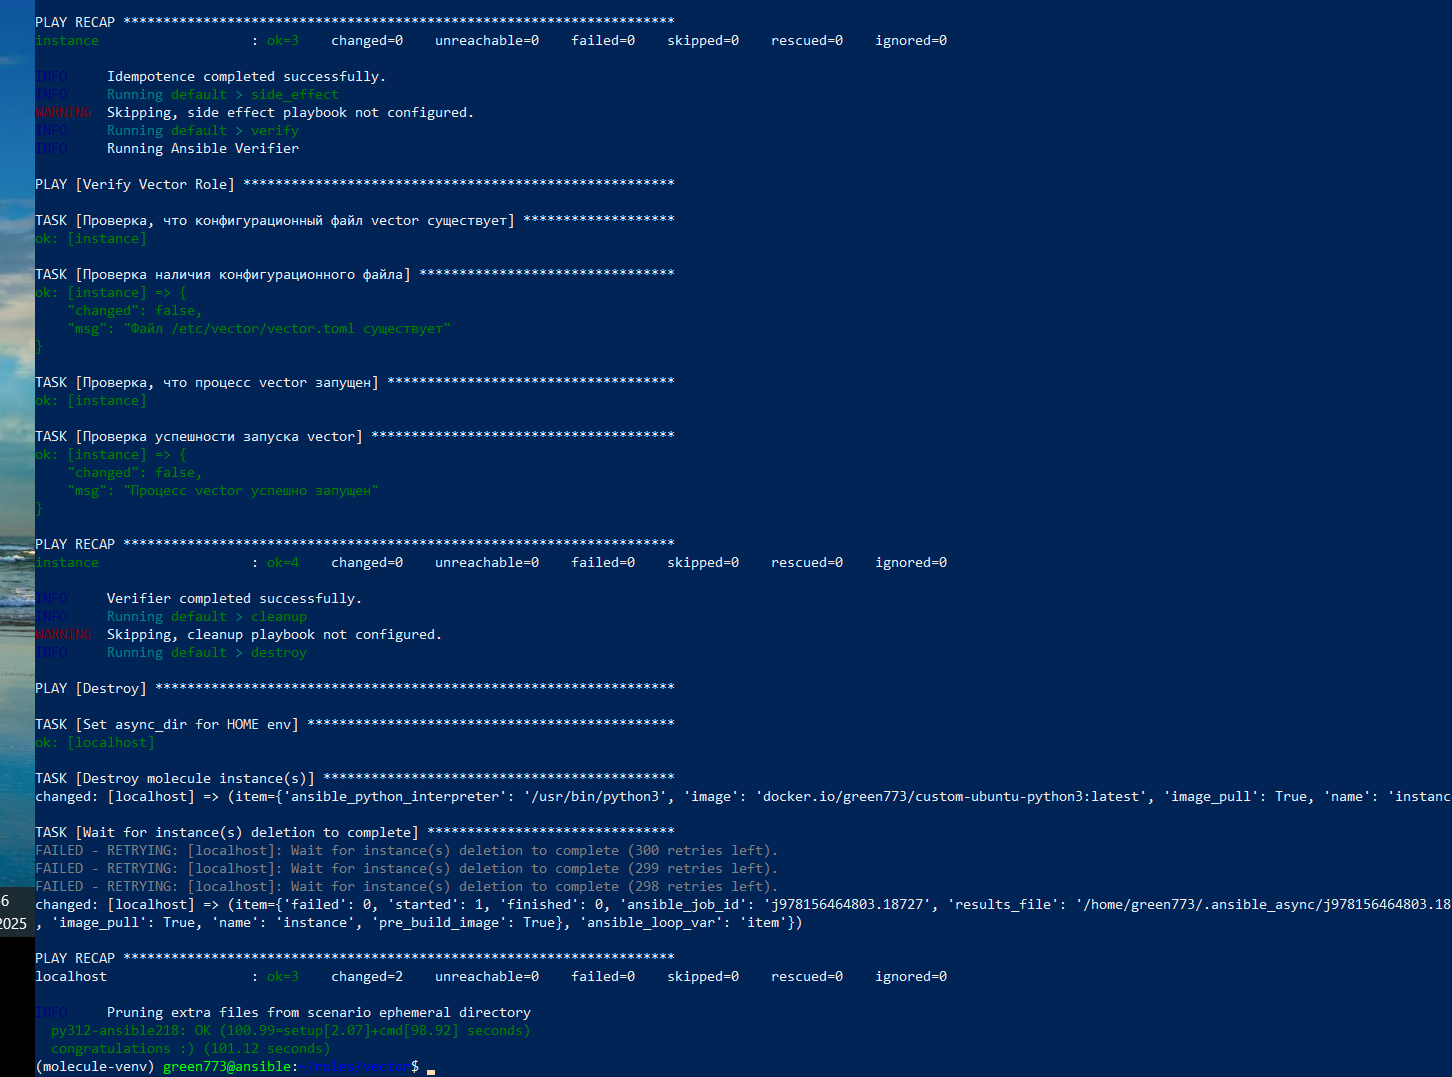 PLAY RECAP *********************************************************************
instance                   : ok=3    changed=0    unreachable=0    failed=0    skipped=0    rescued=0    ignored=0
INFO     Idempotence completed successfully.
INFO     Running default > side_effect
WARNING  Skipping, side effect playbook not configured.
INFO     Running default > verify
INFO     Running Ansible Verifier
PLAY [Verify Vector Role] ******************************************************
TASK [Проверка, что конфигурационный файл vector существует] *******************
ok: [instance]
TASK [Проверка наличия конфигурационного файла] ********************************
ok: [instance] => {
    "changed": false,
    "msg": "Файл /etc/vector/vector.toml существует"
}
TASK [Проверка, что процесс vector запущен] ************************************
ok: [instance]
TASK [Проверка успешности запуска vector] **************************************
ok: [instance] => {
    "changed": false,
    "msg": "Процесс vector успешно запущен"
}
PLAY RECAP *********************************************************************
instance                   : ok=4    changed=0    unreachable=0    failed=0    skipped=0    rescued=0    ignored=0
INFO     Verifier completed successfully.
INFO     Running default > cleanup
WARNING  Skipping, cleanup playbook not configured.
INFO     Running default > destroy
PLAY [Destroy] *****************************************************************
TASK [Set async_dir for HOME env] **********************************************
ok: [localhost]
TASK [Destroy molecule instance(s)] ********************************************
changed: [localhost] => (item={'ansible_python_interpreter': '/usr/bin/python3', 'image': 'docker.io/green773/custom-ubuntu-python3:latest', 'image_pull': True, 'name': 'instanc
TASK [Wait for instance(s) deletion to complete] *******************************
FAILED - RETRYING: [localhost]: Wait for instance(s) deletion to complete (300 retries left).
FAILED - RETRYING: [localhost]: Wait for instance(s) deletion to complete (299 retries left).
FAILED - RETRYING: [localhost]: Wait for instance(s) deletion to complete (298 retries left).
changed: [localhost] => (item={'failed': 0, 'started': 1, 'finished': 0, 'ansible_job_id': 'j978156464803.18727', 'results_file': '/home/green773/.ansible_async/j978156464803.18
, 'image_pull': True, 'name': 'instance', 'pre_build_image': True}, 'ansible_loop_var': 'item'})
PLAY RECAP *********************************************************************
localhost                  : ok=3    changed=2    unreachable=0    failed=0    skipped=0    rescued=0    ignored=0
INFO     Pruning extra files from scenario ephemeral directory
  py312-ansible218: OK (100.99=setup[2.07]+cmd[98.92] seconds)
  congratulations :) (101.12 seconds)
(molecule-venv) green773@ansible:~/roles/vector$
6
2025